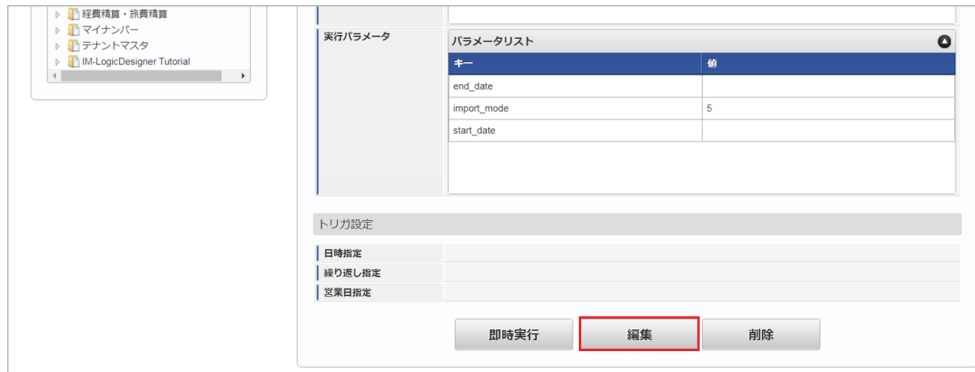 経費精算・旅費精算
マイナンバー
テナントマスタ
IM-LogicDesigner Tutorial
実行パラメータ
パラメータリスト
キー 値
end_date
import_mode 5
start_date
トリガ設定
日時指定
繰り返し指定
営業日指定
即時実行 編集 削除